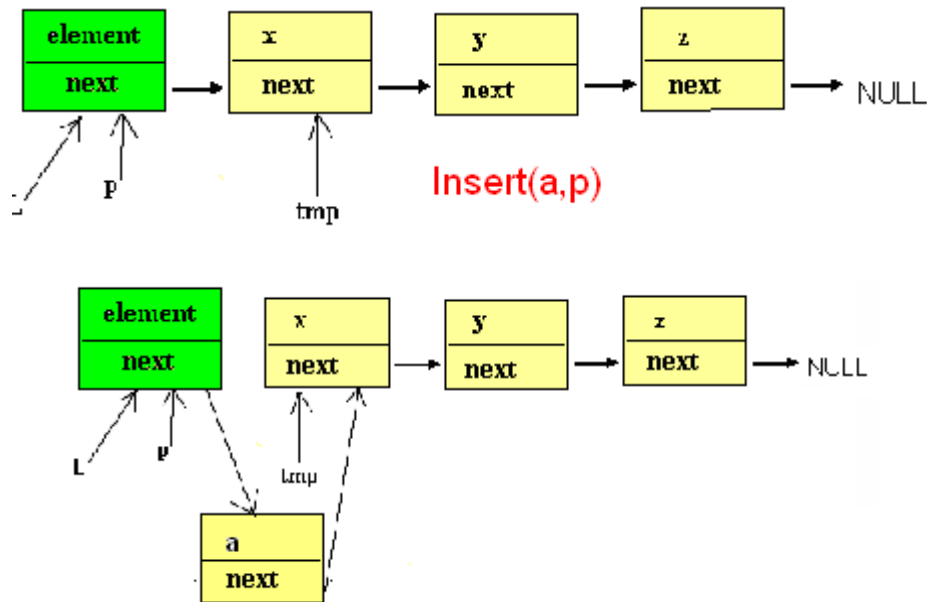 element
x
y
z
next
next
next
next
NULL
L
p
tmp
Insert(a,p)
element
x
y
z
next
next
next
next
NULL
L
p
tmp
a
next